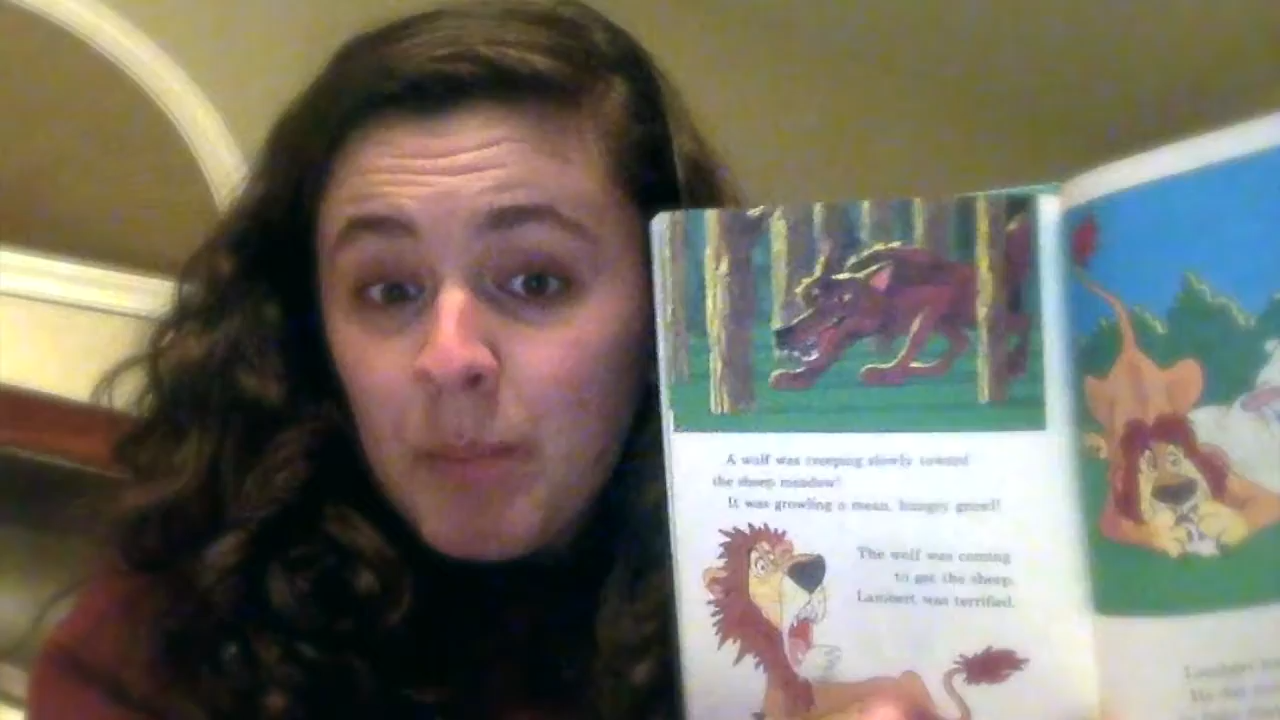 A wolf was creeping slowly toward
the sheep meadow!
It was growling a mean, hungry growl!
The wolf was coming
to get the sheep.
Lambert was terrified.